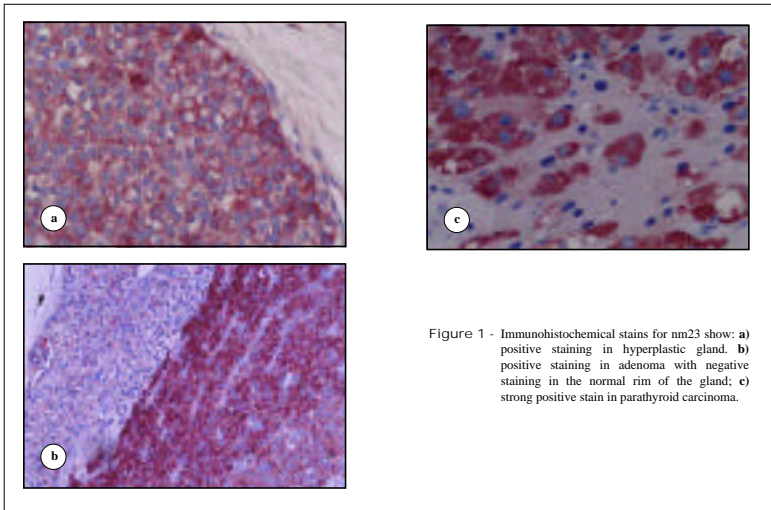 a
c
b
Figure 1 - Immunohistochemical stains for nm23 show: a)
positive staining in hyperplastic gland. b)
positive staining in adenoma with negative
staining in the normal rim of the gland; c)
strong positive stain in parathyroid carcinoma.